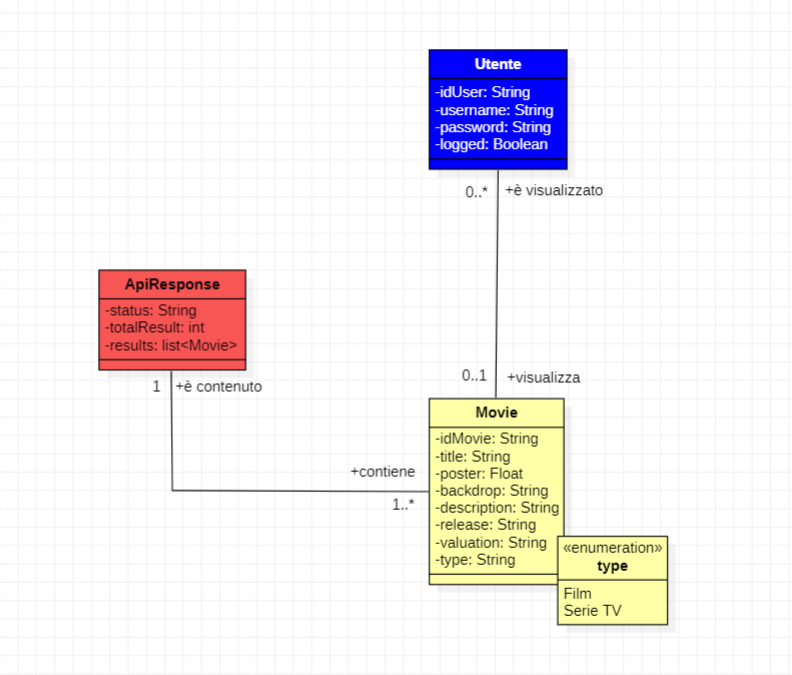 Utente
-idUser: String
-username: String
-password: String
-logged: Boolean
0..* +è visualizzato
ApiResponse
-status: String
-totalResult: int
-results: list<Movie>
1 +è contenuto
0..1 +visualizza
Movie
-idMovie: String
-title: String
-poster: Float
-backdrop: String
-description: String
-release: String
-valuation: String
-type: String
+contiene
1..*
«enumeration»
type
Film
Serie TV